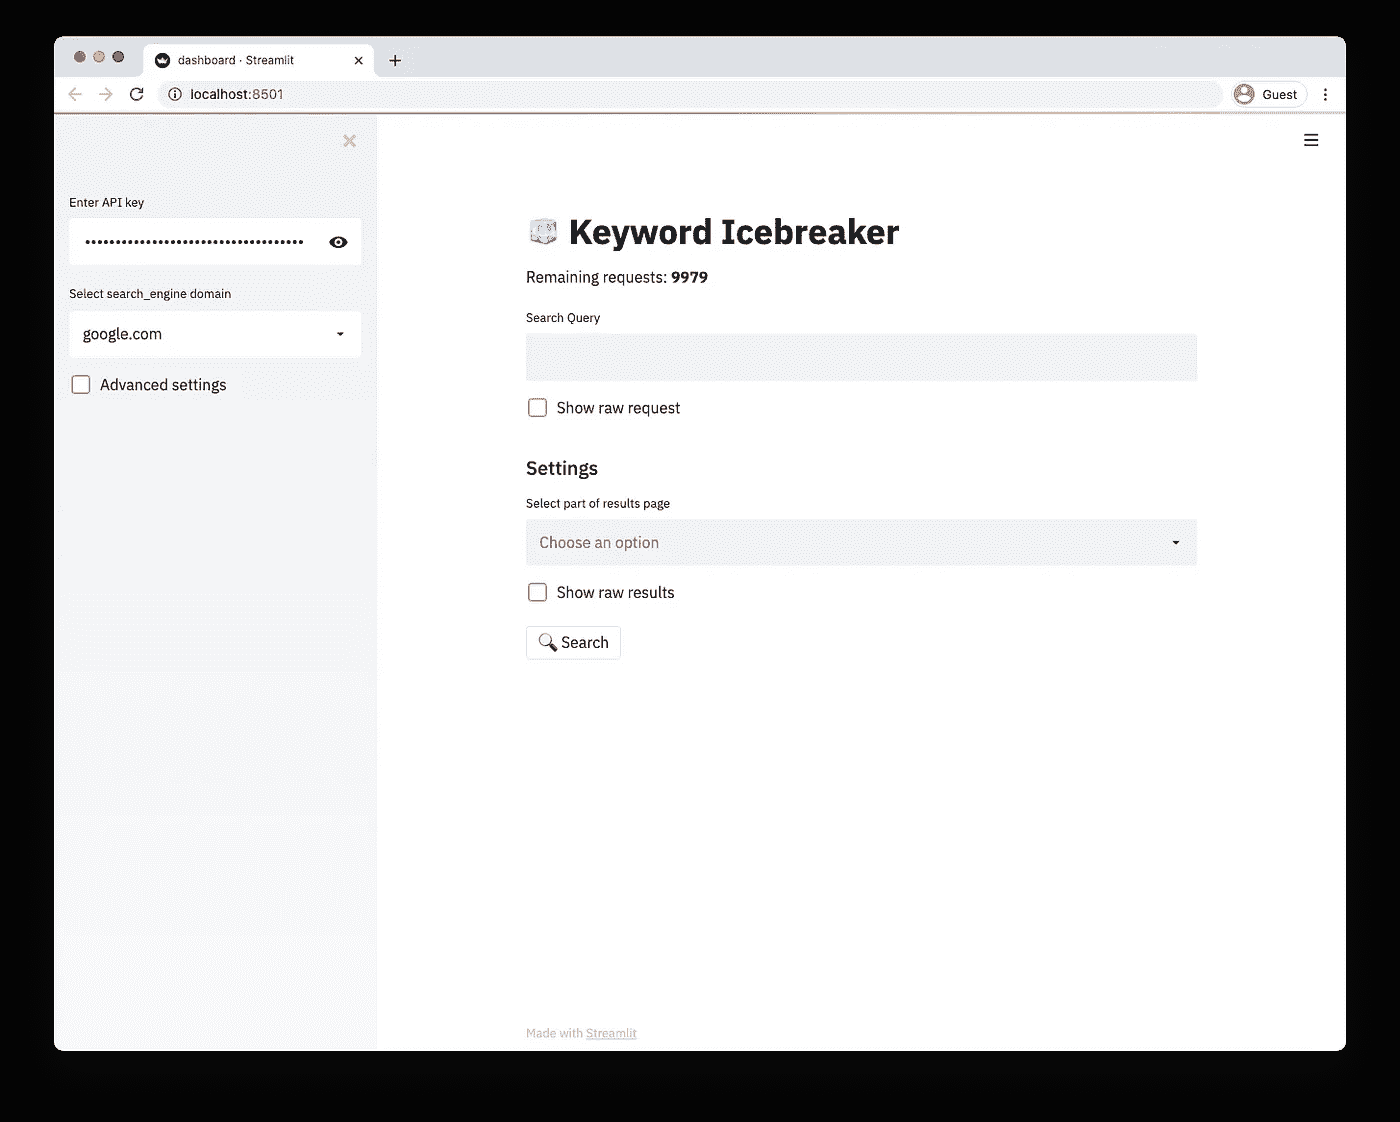 dashboard · Streamlit
localhost:8501
Guest
Enter API key
••••••••••••••••••••••••••••••••••••
Select search_engine domain
google.com
Advanced settings
Keyword Icebreaker
Remaining requests: 9979
Search Query
Show raw request
Settings
Select part of results page
Choose an option
Show raw results
Search
Made with Streamlit